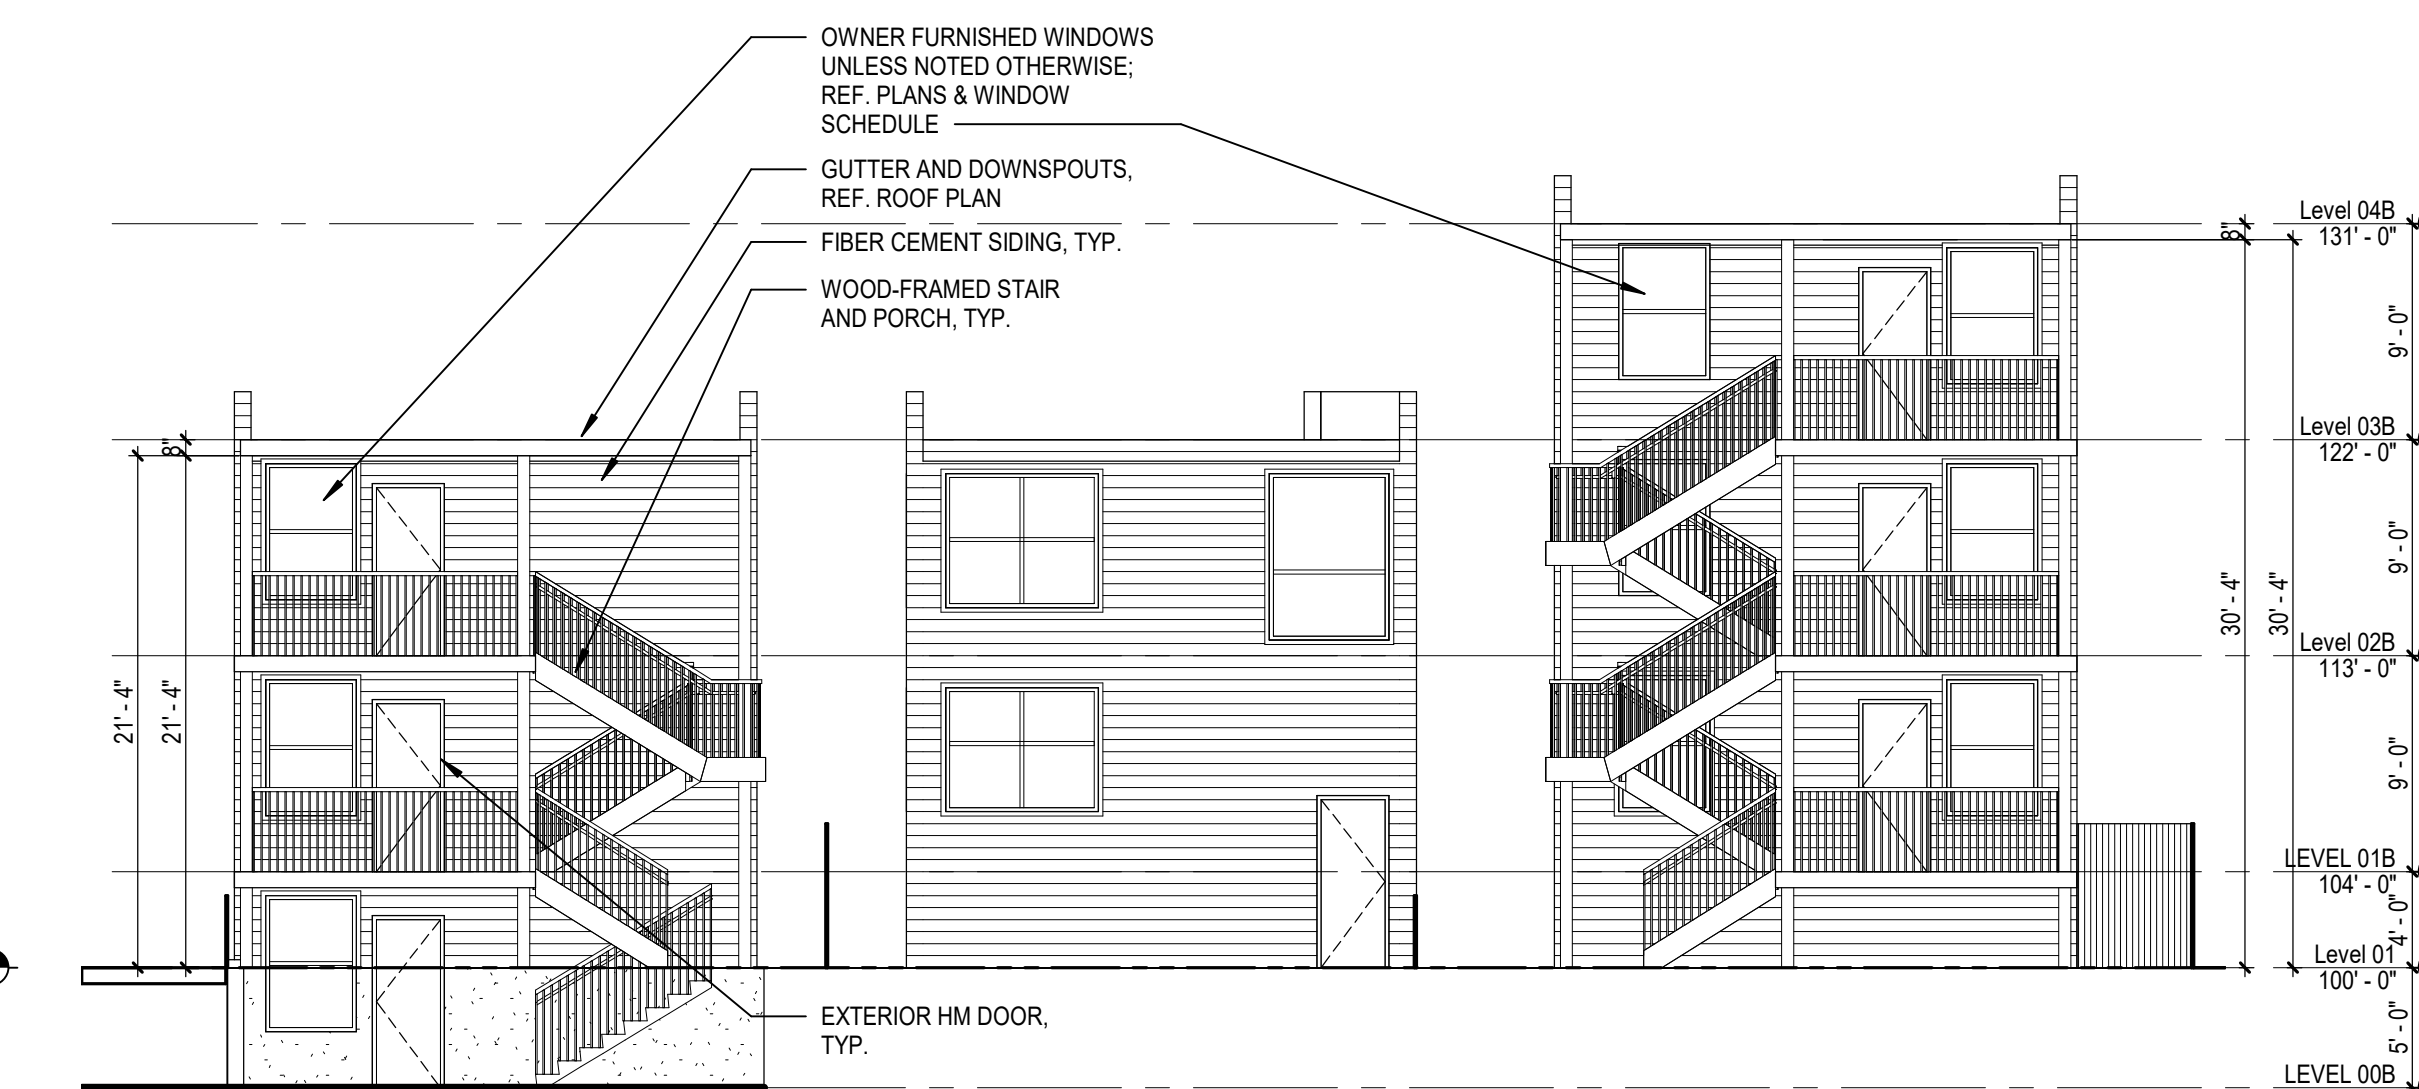 OWNER FURNISHED WINDOWS
UNLESS NOTED OTHERWISE;
REF. PLANS & WINDOW
SCHEDULE
GUTTER AND DOWNSPOUTS,
REF. ROOF PLAN
FIBER CEMENT SIDING, TYP.
WOOD-FRAMED STAIR
AND PORCH, TYP.
EXTERIOR HM DOOR,
TYP.
8"
21' - 4"
21' - 4"
8"
30' - 4"
30' - 4"
Level 04B
131' - 0"
9' - 0"
Level 03B
122' - 0"
9' - 0"
Level 02B
113' - 0"
9' - 0"
LEVEL 01B
104' - 0"
4' - 0"
Level 01
100' - 0"
5' - 0"
LEVEL 00B